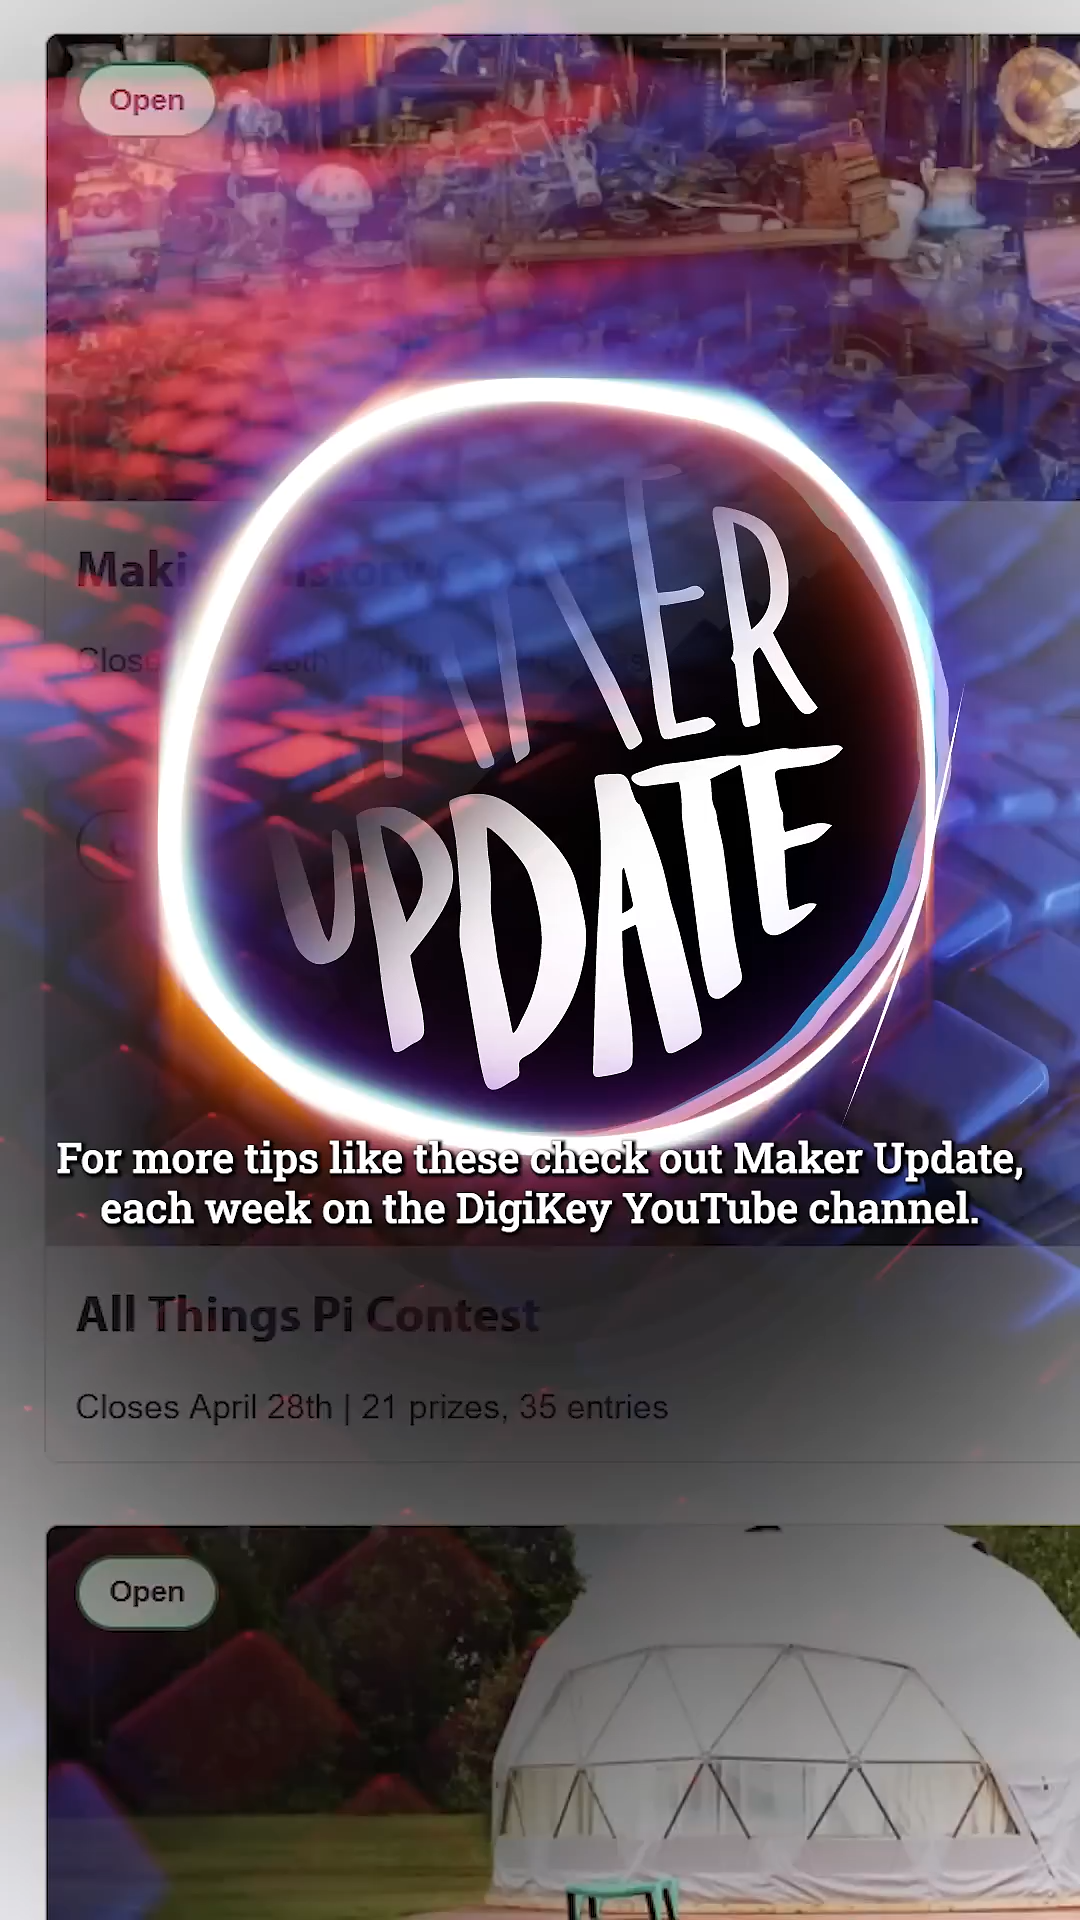 Open
UPDATE
For more tips like these check out Maker Update,
each week on the DigiKey YouTube channel.
All Things Pi Contest
Closes April 28th | 21 prizes, 35 entries
Open